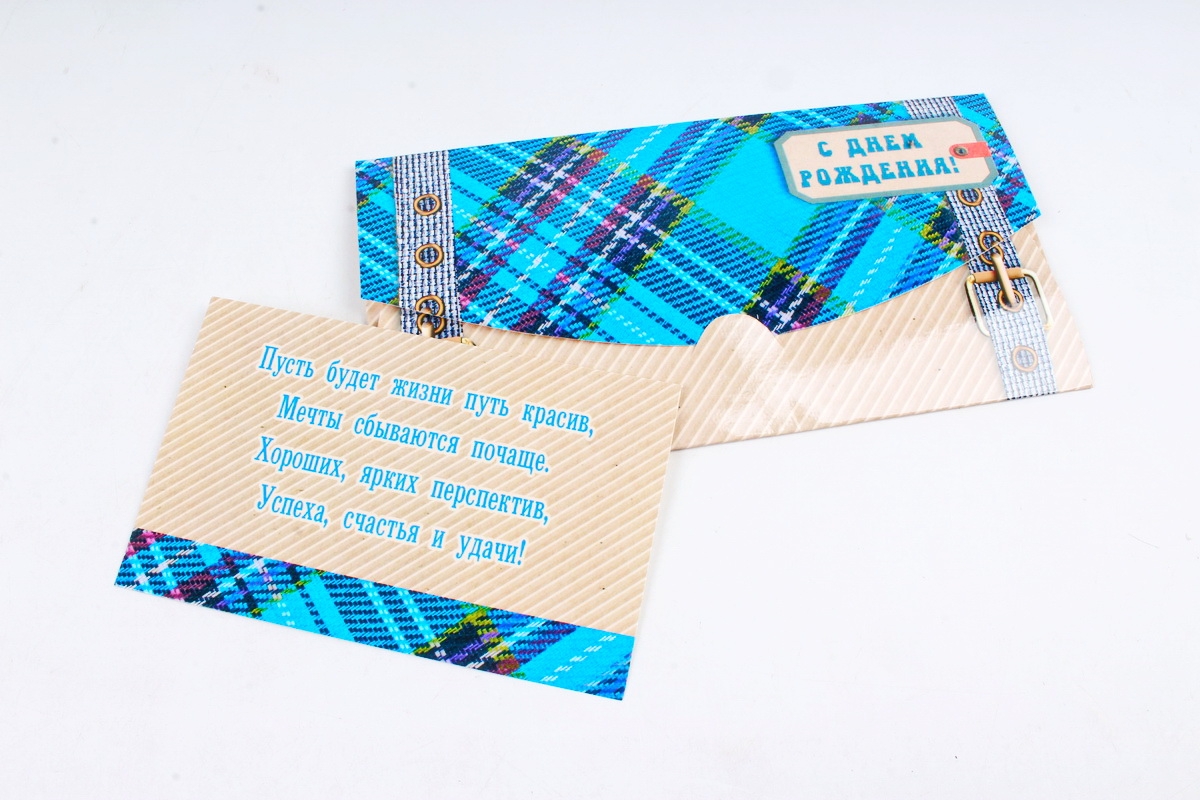 С ДНЕМ
РОЖДЕНИЯ!
Пусть будет жизни путь красив,
Мечты сбываются почаще.
Хороших, ярких перспектив,
Успеха, счастья и удачи!